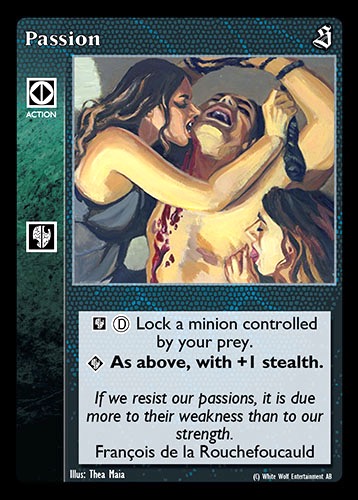 Passion
ACTION
D Lock a minion controlled
by your prey.
As above, with +1 stealth.
If we resist our passions, it is due
more to their weakness than to our
strength.
François de la Rouchefoucauld
Illus: Thea Maia
(C) White Wolf Entertainment AB